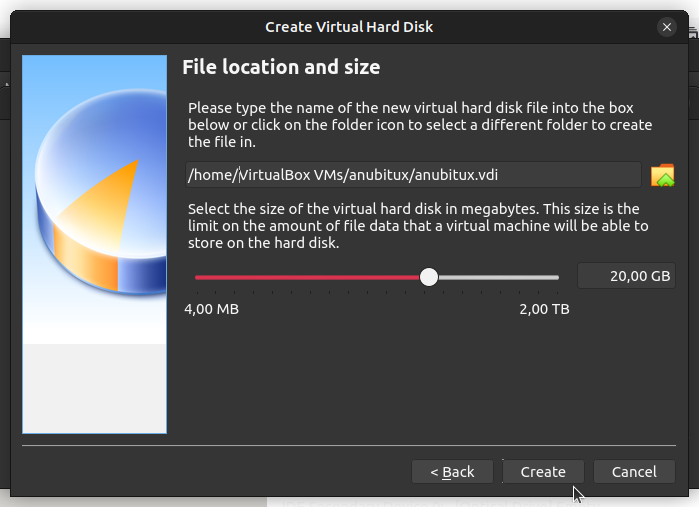 Create Virtual Hard Disk
File location and size
Please type the name of the new virtual hard disk file into the box
below or click on the folder icon to select a different folder to create
the file in.
/home/VirtualBox VMs/anubitux/anubitux.vdi
Select the size of the virtual hard disk in megabytes. This size is the
limit on the amount of file data that a virtual machine will be able to
store on the hard disk.
20,00 GB
4,00 MB
2,00 TB
< Back
Create
Cancel